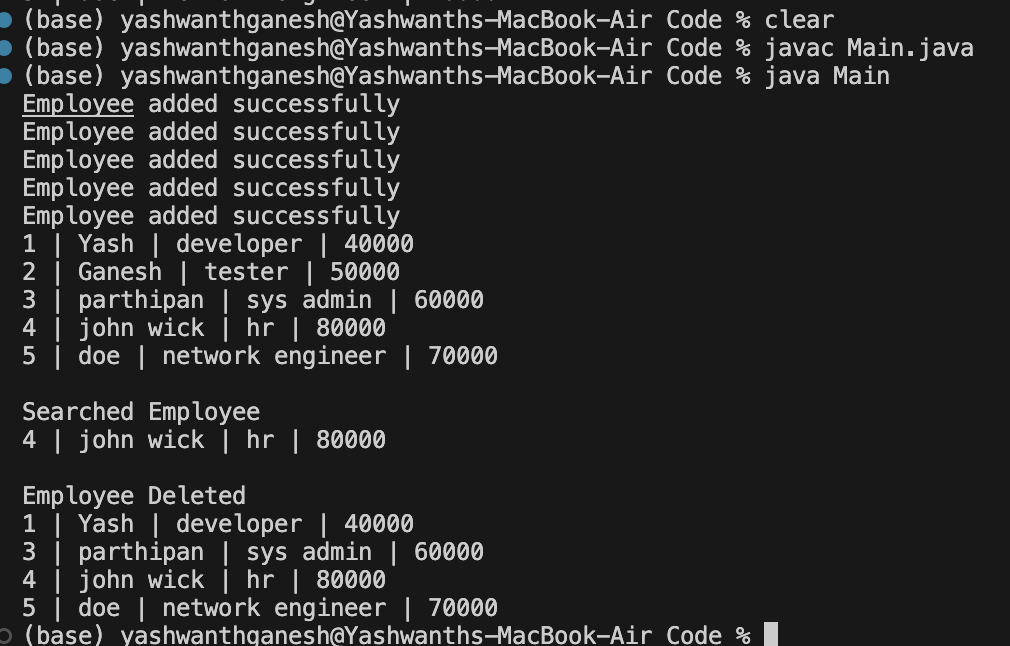 (base) yashwanthganesh@Yashwanths-MacBook-Air Code % clear
(base) yashwanthganesh@Yashwanths-MacBook-Air Code % javac Main.java
(base) yashwanthganesh@Yashwanths-MacBook-Air Code % java Main
Employee added successfully
Employee added successfully
Employee added successfully
Employee added successfully
Employee added successfully
1 | Yash | developer | 40000
2 | Ganesh | tester | 50000
3 | parthipan | sys admin | 60000
4 | john wick | hr | 80000
5 | doe | network engineer | 70000
Searched Employee
4 | john wick | hr | 80000
Employee Deleted
1 | Yash | developer | 40000
3 | parthipan | sys admin | 60000
4 | john wick | hr | 80000
5 | doe | network engineer | 70000
(base) yashwanthganesh@Yashwanths-MacBook-Air Code %